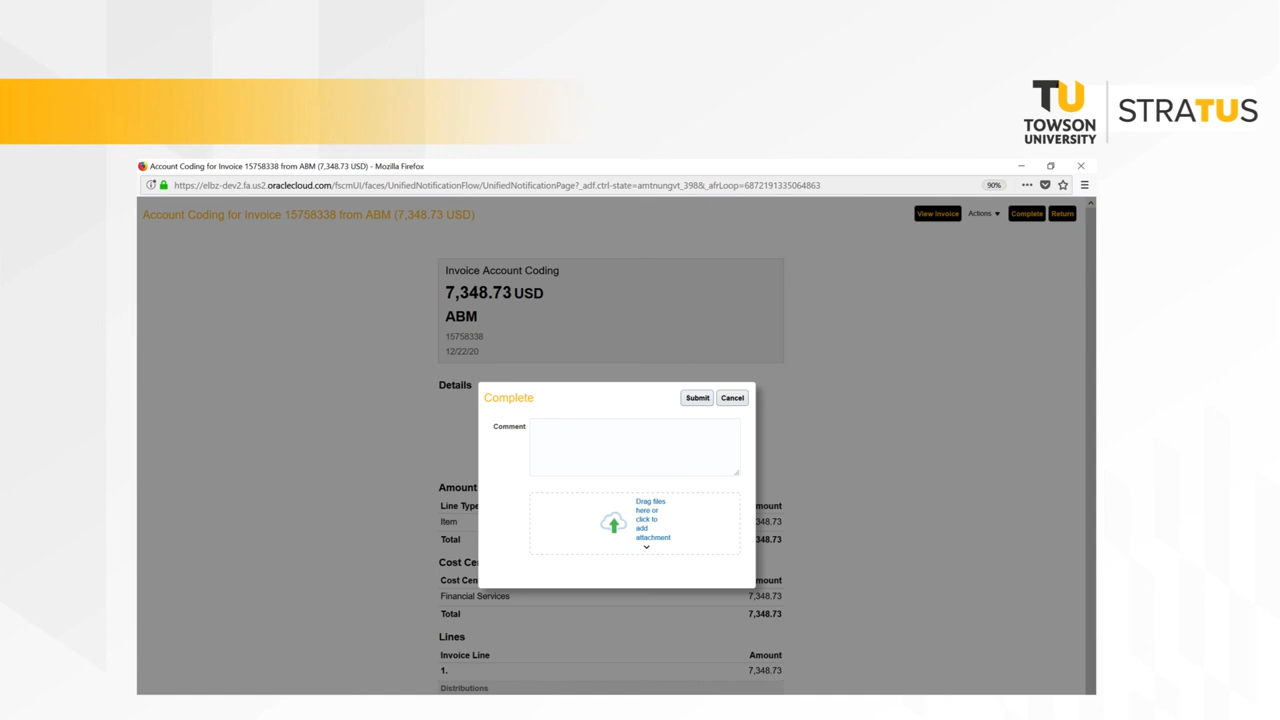 TU
TOWSON
UNIVERSITY
STRATUS
Account Coding for Invoice 15758338 from ABM (7,348.73 USD) - Mozilla Firefox
https://elbz-dev2.fa.us2.oraclecloud.com/fscmUI/faces/UnifiedNotificationFlow/UnifiedNotificationPage?_adf.ctrl-state=amtnungvt_398&_afrLoop=6872191335064863 90%
Account Coding for Invoice 15758338 from ABM (7,348.73 USD) View Invoice Actions Complete Return
Invoice Account Coding
7,348.73 USD
ABM
15758338
12/22/20
Details
Complete Submit Cancel
Comment
Drag files
here or
click to
add
attachment
Amount
Line Type mount
Item 348.73
Total 348.73
Cost Ce
Cost Cen mount
Financial Services 7,348.73
Total 7,348.73
Lines
Invoice Line Amount
1. 7,348.73
Distributions